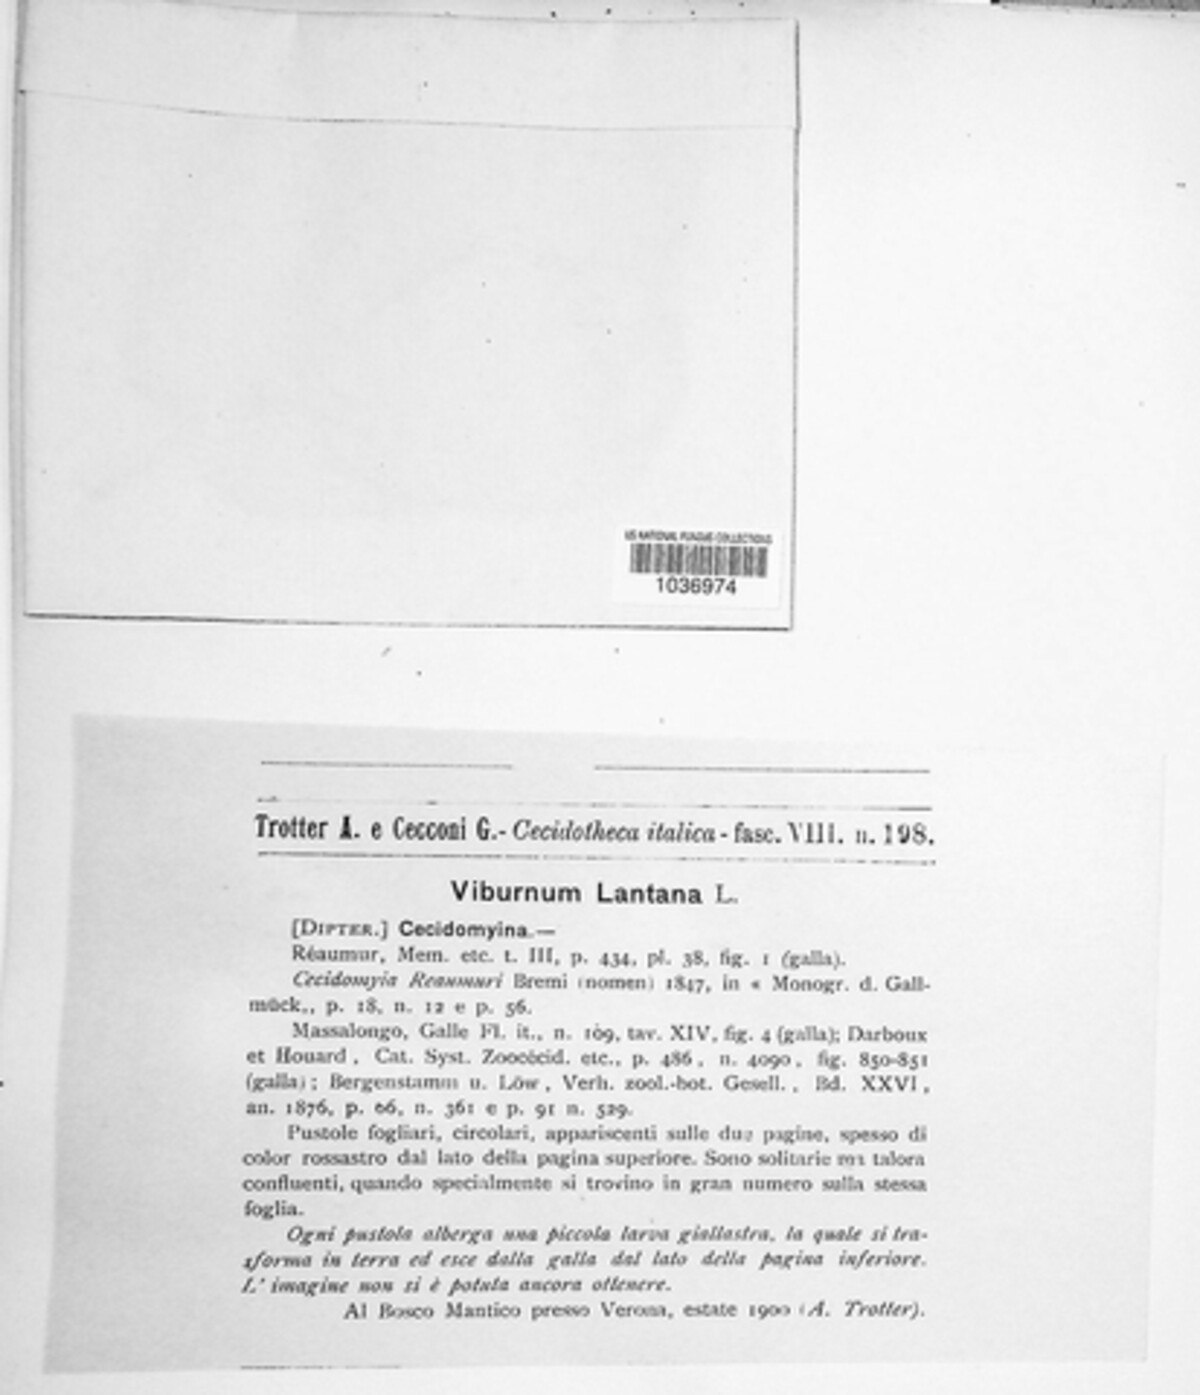 US NATIONAL FUNGUS COLLECTIONS
1036974
Trotter A. e Cecconi G. - Cecidotheca italica - fasc. VIII. n. 198.
Viburnum Lantana L.
[DIPTER.] Cecidomyina.—
Réaumur, Mem. etc. t. III, p. 434, pl. 38, fig. 1 (galla).
Cecidomyia Reaumuri Bremi (nomen) 1847, in « Monogr. d. Gall-
mück,, p. 18, n. 12 e p. 56.
Massalongo, Galle Fl. it., n. 169, tav. XIV, fig. 4 (galla); Darboux
et Houard, Cat. Syst. Zoocécid. etc., p. 486, n. 4090, fig. 850-851
(galla); Bergenstamm u. Löw, Verh. zool.-bot. Gesell., Bd. XXVI,
an. 1876, p. 66, n. 361 e p. 91 n. 529.
Pustole fogliari, circolari, appariscenti sulle due pagine, spesso di
color rossastro dal lato della pagina superiore. Sono solitarie ma talora
confluenti, quando specialmente si trovino in gran numero sulla stessa
foglia.
Ogni pustola alberga una piccola larva giallastra, la quale si tra-
sforma in terra ed esce dalla galla dal lato della pagina inferiore.
L' imagine non si è potuta ancora ottenere.
Al Bosco Mantico presso Verona, estate 1900 (A. Trotter).